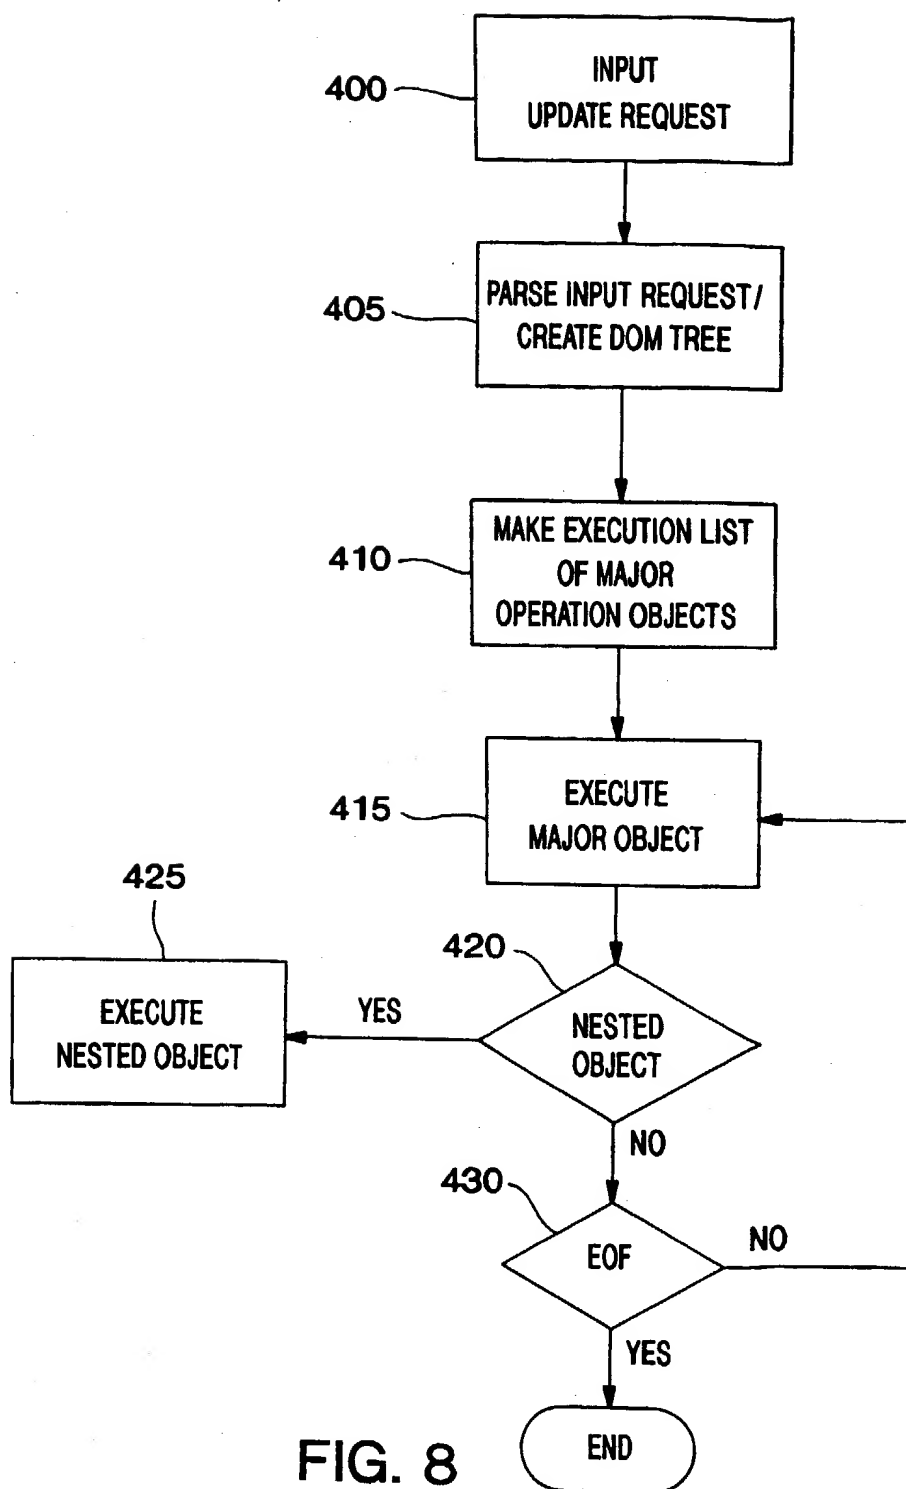 400
INPUT
UPDATE REQUEST
405
PARSE INPUT REQUEST/
CREATE DOM TREE
410
MAKE EXECUTION LIST
OF MAJOR
OPERATION OBJECTS
415
EXECUTE
MAJOR OBJECT
425
EXECUTE
NESTED OBJECT
YES
420
NESTED
OBJECT
NO
430
EOF
NO
YES
END
FIG. 8